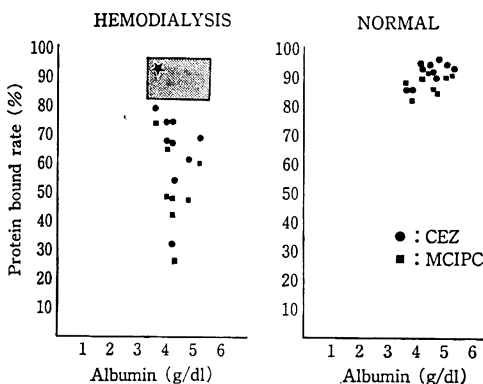 HEMODIALYSIS
100
90
80
70
60
50
40
30
20
10
1 2 3 4 5 6
Protein bound rate (%)
Albumin (g/dl)
NORMAL
100
90
80
70
60
50
40
30
20
10
1 2 3 4 5 6
Albumin (g/dl)
● : CEZ
■ : MCIPC